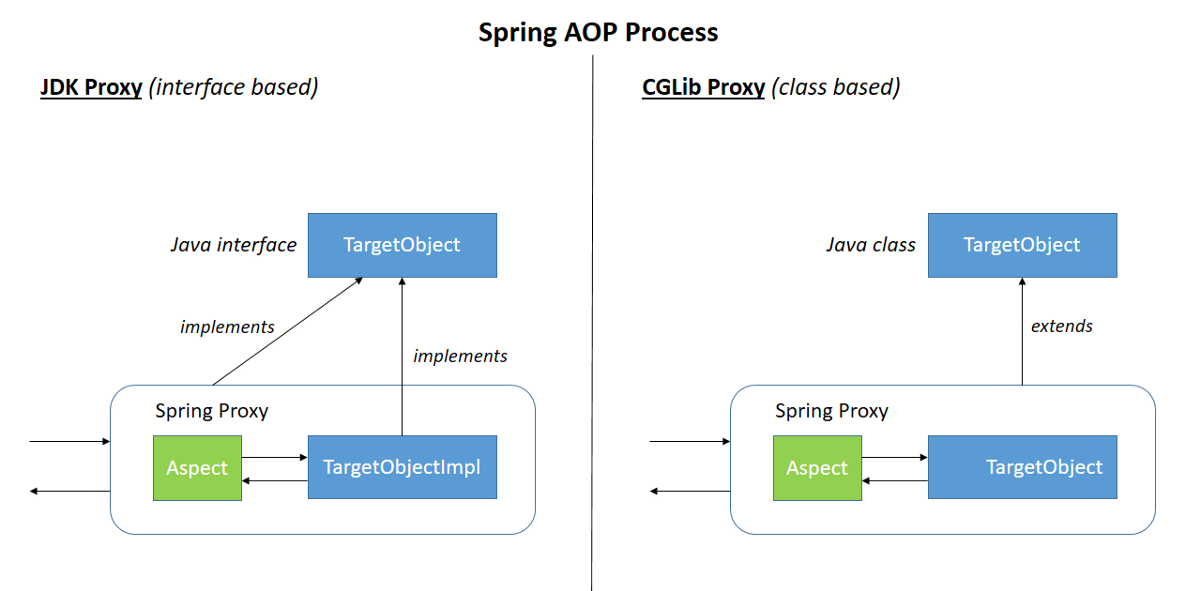 Spring AOP Process
JDK Proxy (interface based)
Java interface
TargetObject
implements
implements
Spring Proxy
Aspect
TargetObjectImpl
CGLib Proxy (class based)
Java class
TargetObject
extends
Spring Proxy
Aspect
TargetObject